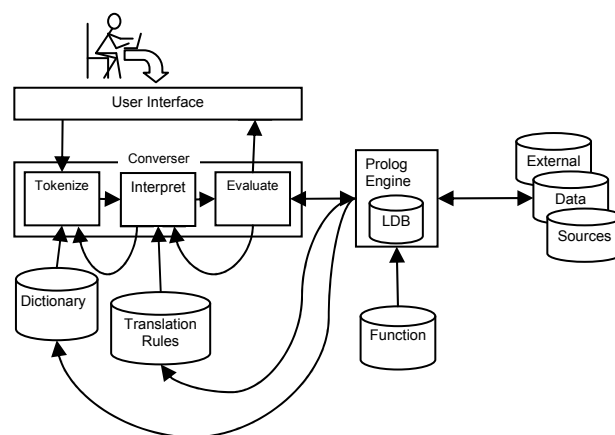 User Interface
Converser
Tokenize
Interpret
Evaluate
Prolog
Engine
LDB
External
Data
Sources
Dictionary
Translation
Rules
Function